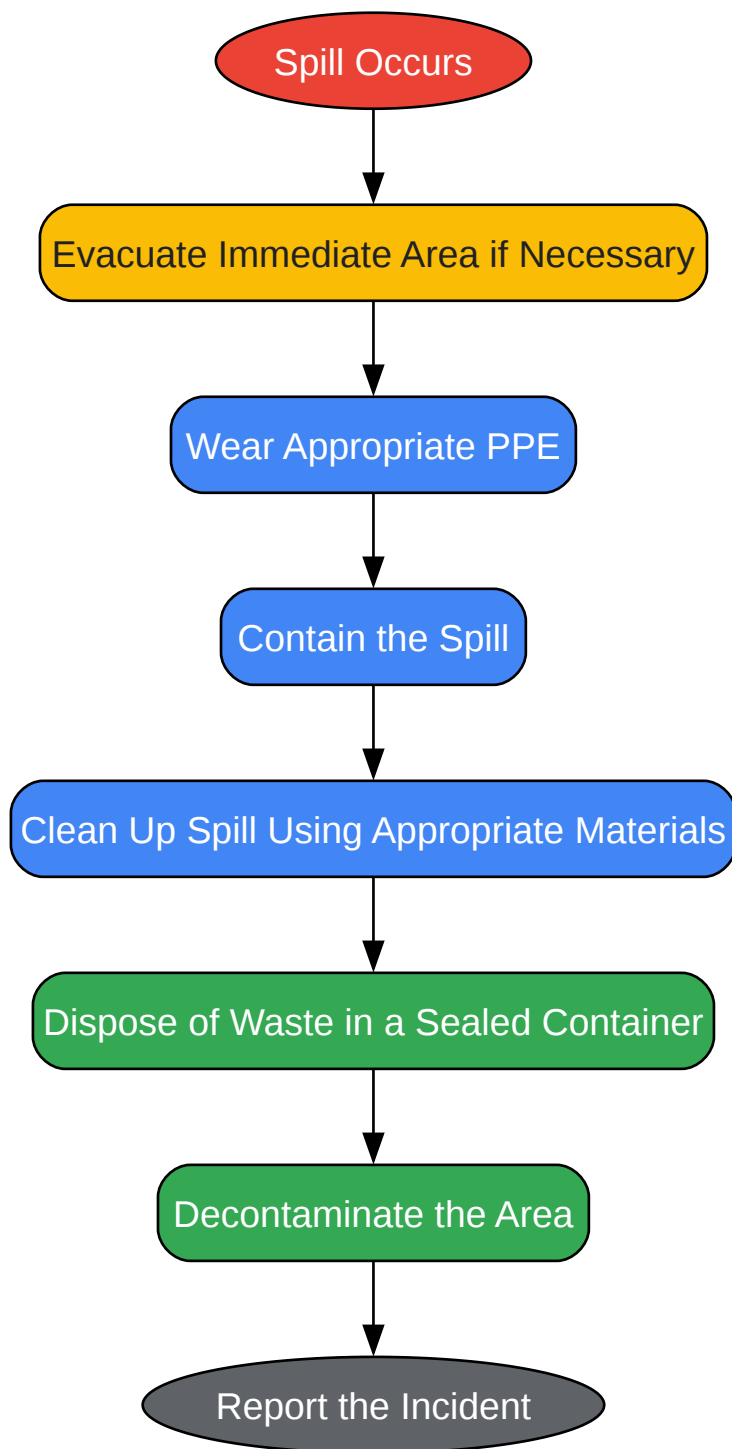 Spill Occurs
Evacuate Immediate Area if Necessary
Wear Appropriate PPE
Contain the Spill
Clean Up Spill Using Appropriate Materials
Dispose of Waste in a Sealed Container
Decontaminate the Area
Report the Incident